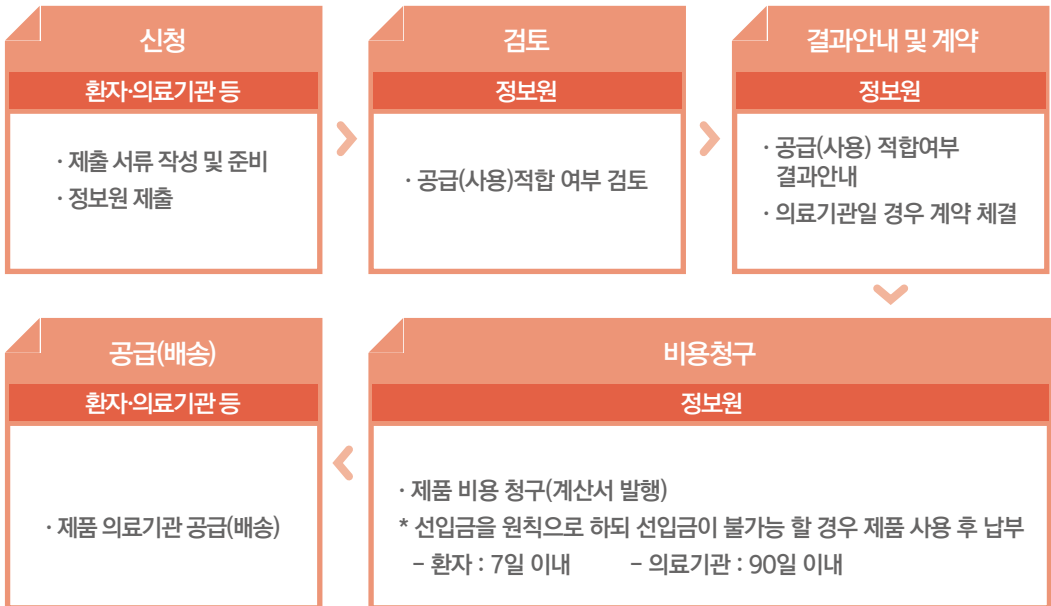 신청
환자·의료기관 등
· 제출 서류 작성 및 준비
· 정보원 제출
검토
정보원
· 공급(사용)적합 여부 검토
결과안내 및 계약
정보원
· 공급(사용) 적합여부
결과안내
· 의료기관일 경우 계약 체결
비용청구
정보원
· 제품 비용 청구(계산서 발행)
* 선입금을 원칙으로 하되 선입금이 불가능 할 경우 제품 사용 후 납부
- 환자 : 7일 이내 - 의료기관 : 90일 이내
공급(배송)
환자·의료기관 등
· 제품 의료기관 공급(배송)